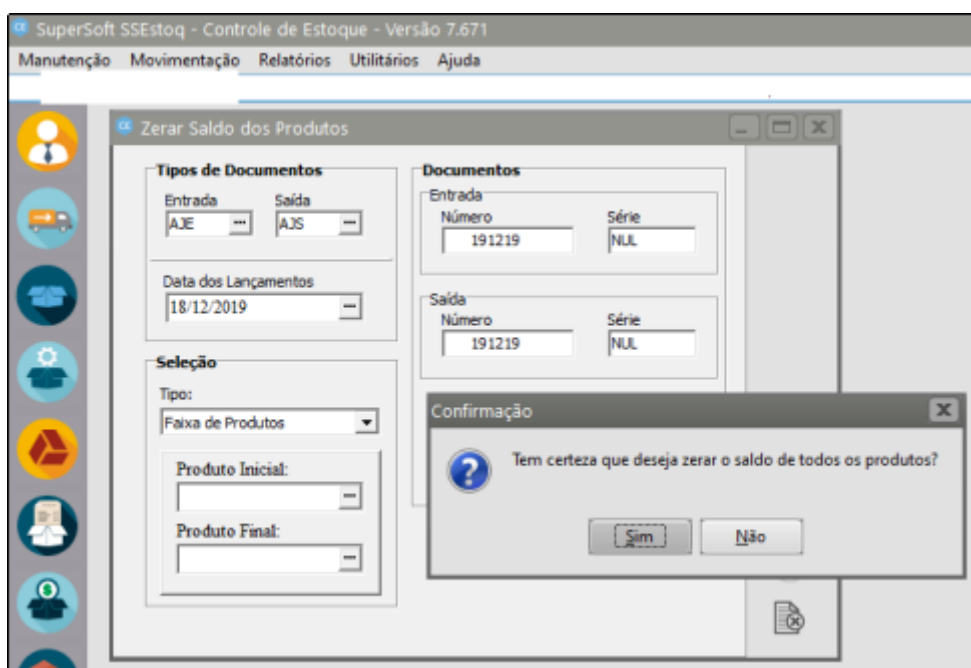 SuperSoft SSEstoq - Controle de Estoque - Versão 7.671
Manutenção Movimentação Relatórios Utilitários Ajuda
CE Zerar Saldo dos Produtos
Tipos de Documentos
Entrada Saída
AJE ... AJS ...
Data dos Lançamentos
18/12/2019 ...
Documentos
Entrada
Número Série
191219 NUL
Saída
Número Série
191219 NUL
Seleção
Tipo:
Faixa de Produtos
Produto Inicial:
...
Produto Final:
...
Confirmação
Tem certeza que deseja zerar o saldo de todos os produtos?
Sim Não